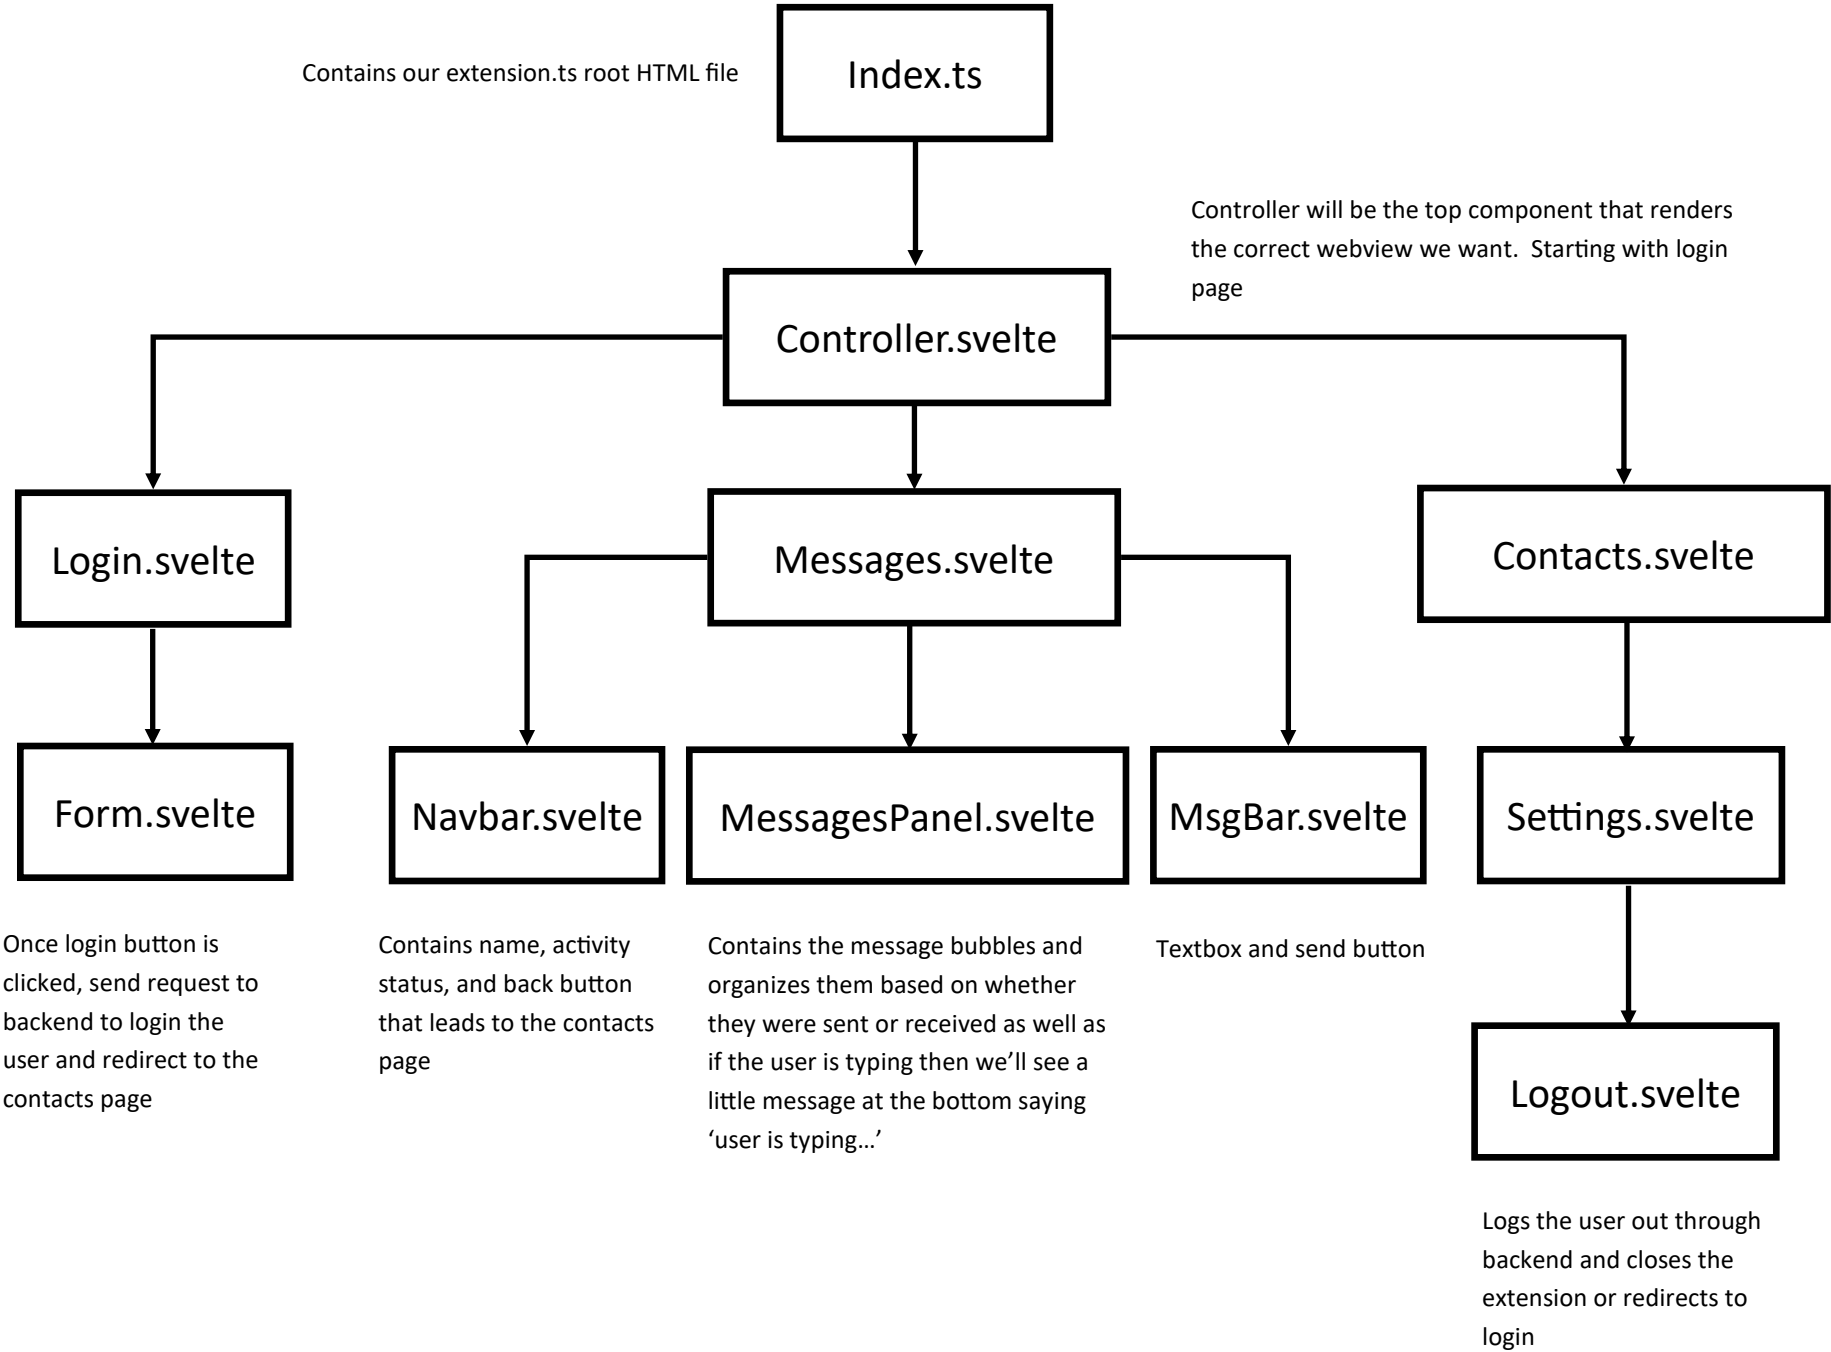 Index.ts
Contains our extension.ts root HTML file
Controller will be the top component that renders
the correct webview we want.  Starting with login
page
Controller.svelte
Login.svelte
Messages.svelte
Contacts.svelte
Form.svelte
Navbar.svelte
MessagesPanel.svelte
MsgBar.svelte
Settings.svelte
Once login button is
clicked, send request to
backend to login the
user and redirect to the
contacts page
Contains name, activity
status, and back button
that leads to the contacts
page
Contains the message bubbles and
organizes them based on whether
they were sent or received as well as
if the user is typing then we’ll see a
little message at the bottom saying
‘user is typing…’
Textbox and send button
Logout.svelte
Logs the user out through
backend and closes the
extension or redirects to
login